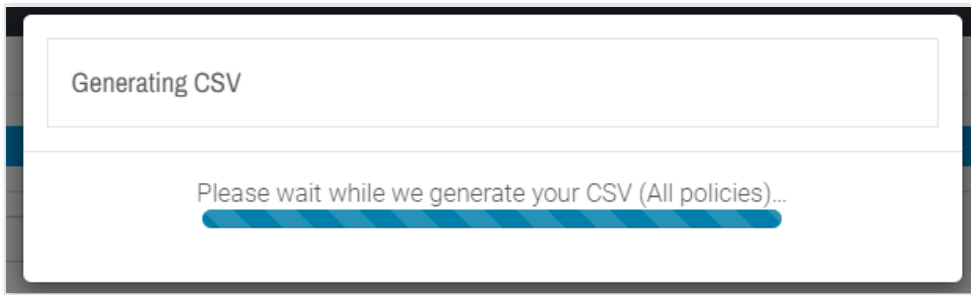 Generating CSV
Please wait while we generate your CSV (All policies)...